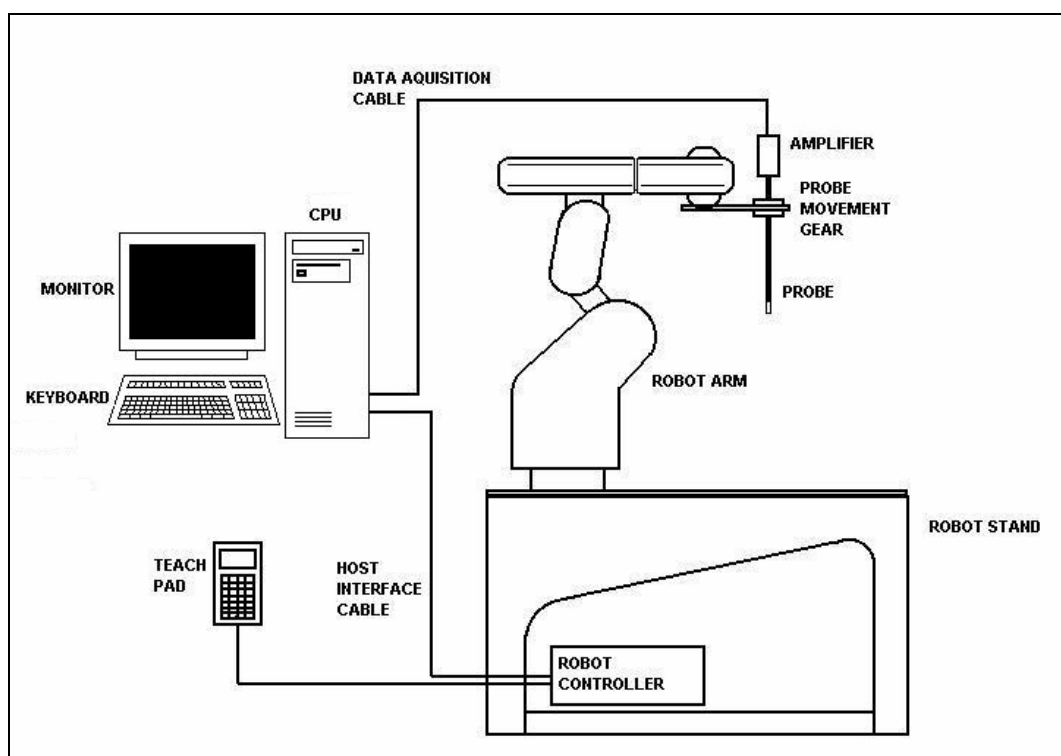 DATA AQUISITION
CABLE
AMPLIFIER
PROBE
MOVEMENT
GEAR
CPU
MONITOR
PROBE
ROBOT ARM
KEYBOARD
ROBOT STAND
TEACH
PAD
HOST
INTERFACE
CABLE
ROBOT
CONTROLLER